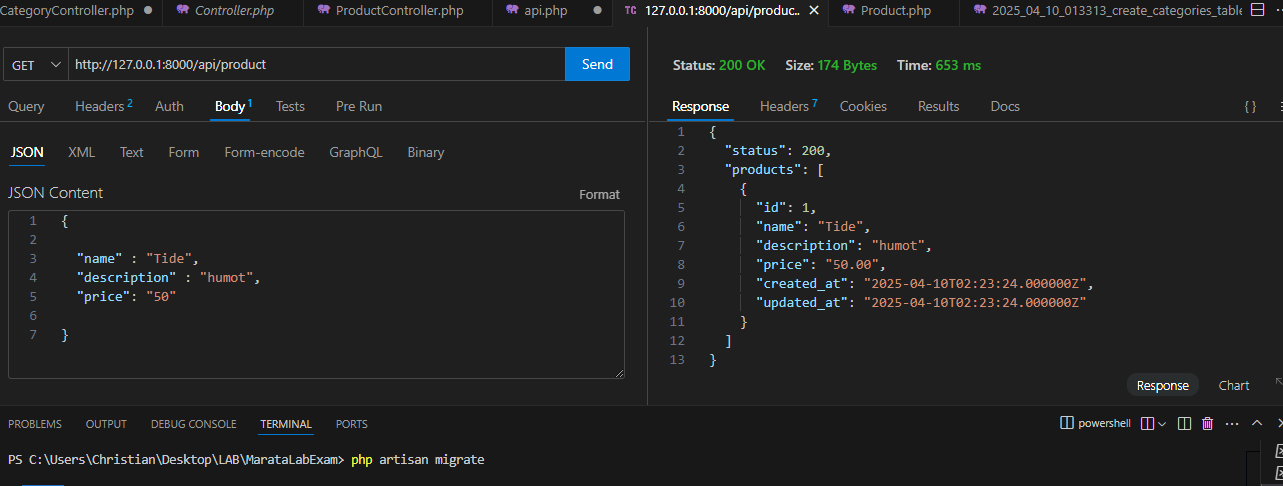 CategoryController.php Controller.php ProductController.php api.php TC 127.0.0.1:8000/api/produc... Product.php 2025_04_10_013313_create_categories_table
GET http://127.0.0.1:8000/api/product Send
Status: 200 OK Size: 174 Bytes Time: 653 ms
Query Headers 2 Auth Body 1 Tests Pre Run
Response Headers 7 Cookies Results Docs { }
JSON XML Text Form Form-encode GraphQL Binary
JSON Content Format
1 {
2
3 "name" : "Tide",
4 "description" : "humot",
5 "price": "50"
6
7 }
1 {
2 "status": 200,
3 "products": [
4 {
5 "id": 1,
6 "name": "Tide",
7 "description": "humot",
8 "price": "50.00",
9 "created_at": "2025-04-10T02:23:24.000000Z",
10 "updated_at": "2025-04-10T02:23:24.000000Z"
11 }
12 ]
13 }
Response Chart
PROBLEMS OUTPUT DEBUG CONSOLE TERMINAL PORTS powershell
PS C:\Users\Christian\Desktop\LAB\MarataLabExam> php artisan migrate